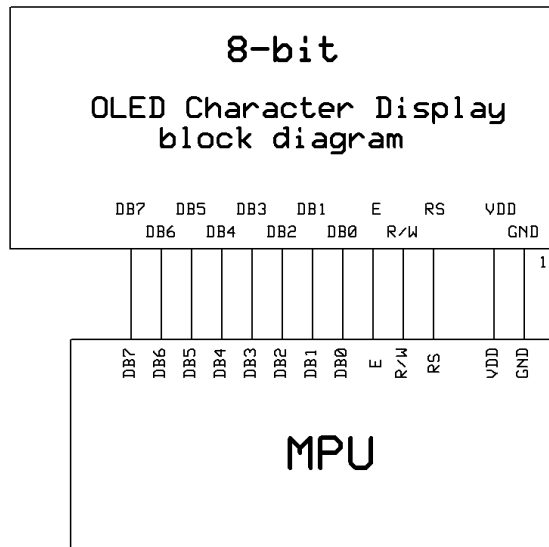 8-bit
OLED Character Display
block diagram
DB7 DB5 DB3 DB1 E RS VDD
DB6 DB4 DB2 DB0 R/W GND
1
DB7 DB6 DB5 DB4 DB3 DB2 DB1 DB0 E R/W RS VDD GND
MPU